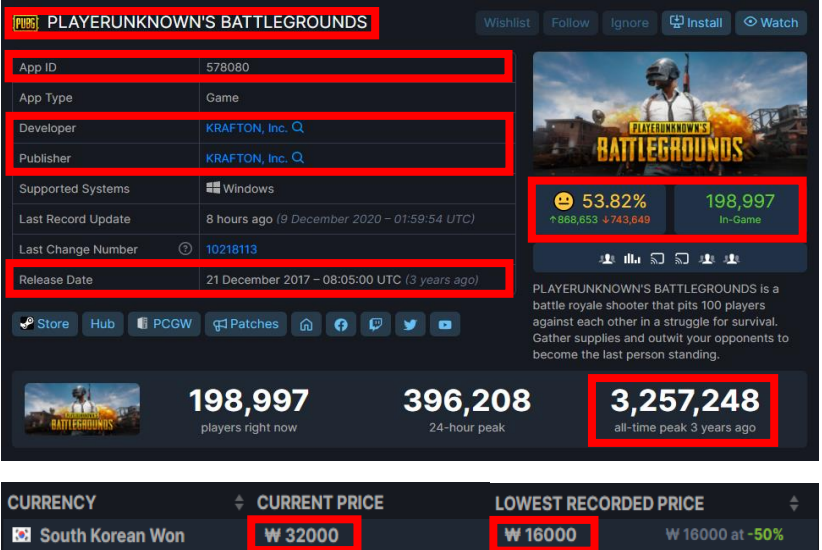 PUBG PLAYERUNKNOWN'S BATTLEGROUNDS
Wishlist Follow Ignore Install Watch
App ID 578080
App Type Game
Developer KRAFTON, Inc.
Publisher KRAFTON, Inc.
Supported Systems Windows
Last Record Update 8 hours ago (9 December 2020 – 01:59:54 UTC)
Last Change Number ? 10218113
Release Date 21 December 2017 – 08:05:00 UTC (3 years ago)
Store Hub PCGW Patches
PLAYERUNKNOWN'S
BATTLEGROUNDS
53.82%
↑868,653 ↓743,649
198,997
In-Game
PLAYERUNKNOWN'S BATTLEGROUNDS is a
battle royale shooter that pits 100 players
against each other in a struggle for survival.
Gather supplies and outwit your opponents to
become the last person standing.
BATTLEGROUNDS
198,997
players right now
396,208
24-hour peak
3,257,248
all-time peak 3 years ago
CURRENCY CURRENT PRICE LOWEST RECORDED PRICE
South Korean Won ₩ 32000 ₩ 16000 ₩ 16000 at -50%